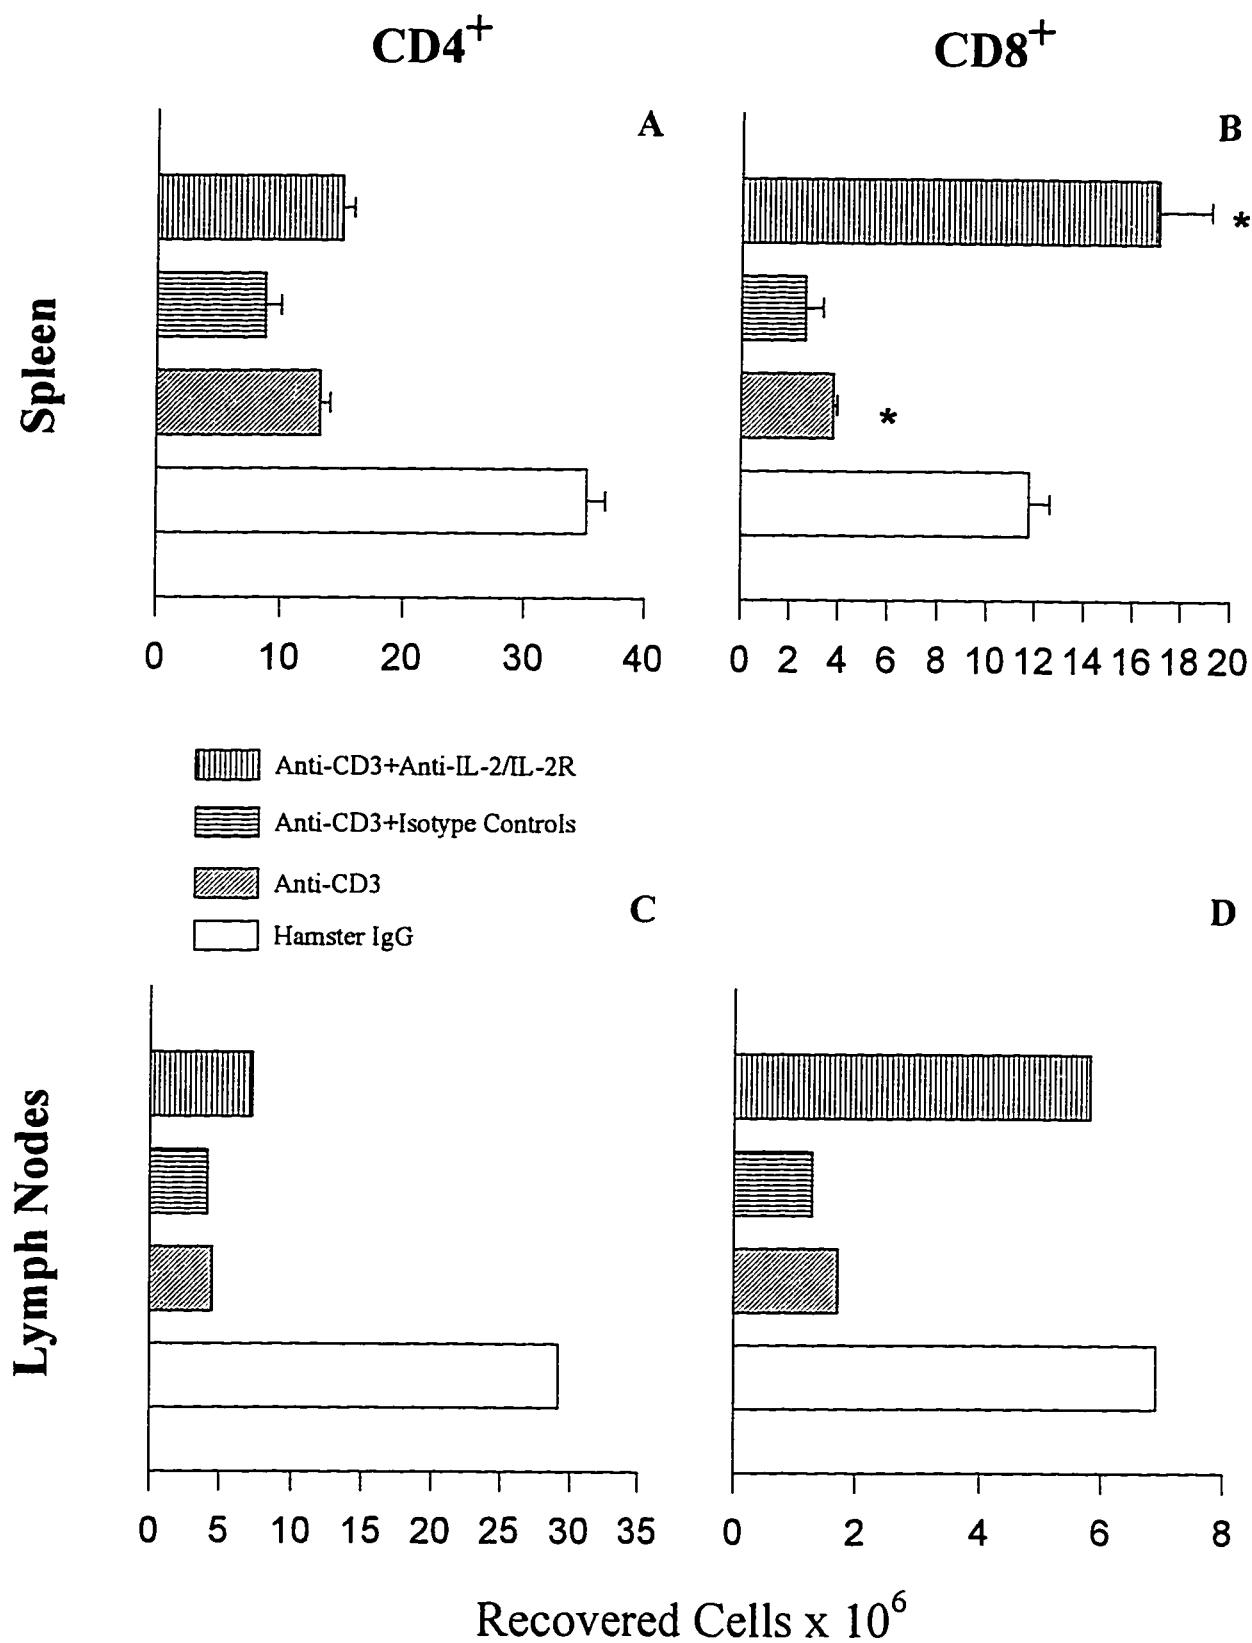 CD4+ CD8+
A B
*
*
Spleen
0 10 20 30 40 0 2 4 6 8 10 12 14 16 18 20
Anti-CD3+Anti-IL-2/IL-2R
Anti-CD3+Isotype Controls
Anti-CD3
Hamster IgG
C D
Lymph Nodes
0 5 10 15 20 25 30 35 0 2 4 6 8
Recovered Cells x 10⁶